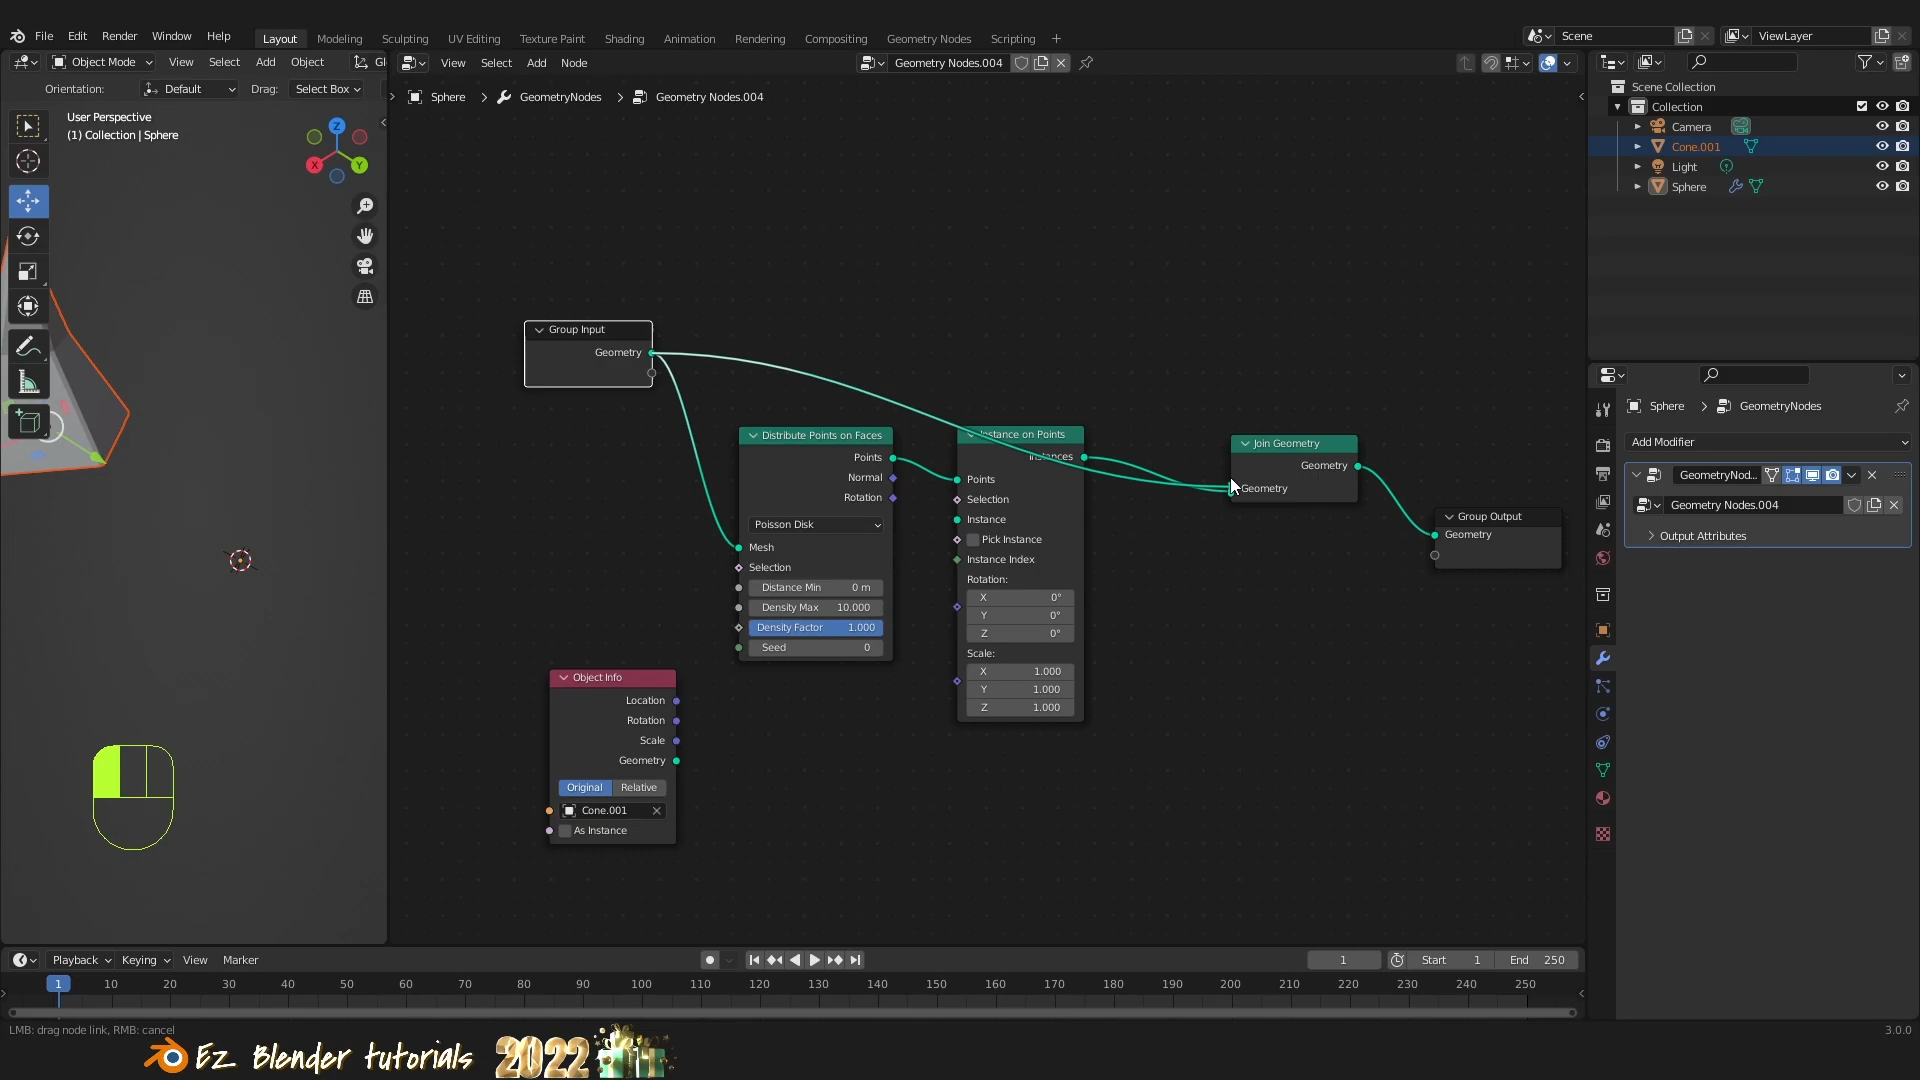 File Edit Render Window Help
Layout Modeling Sculpting UV Editing Texture Paint Shading Animation Rendering Compositing Geometry Nodes Scripting +
Scene
ViewLayer
Object Mode View Select Add Object Gl
View Select Add Node
Geometry Nodes.004
Orientation: Default Drag: Select Box
Sphere > GeometryNodes > Geometry Nodes.004
User Perspective
(1) Collection | Sphere
Z
X
Y
Scene Collection
Collection
Camera
Cone.001
Light
Sphere
Group Input
Geometry
Distribute Points on Faces
Points
Normal
Rotation
Poisson Disk
Mesh
Selection
Distance Min 0 m
Density Max 10.000
Density Factor 1.000
Seed 0
Instance on Points
Instances
Points
Selection
Instance
Pick Instance
Instance Index
Rotation:
X 0°
Y 0°
Z 0°
Scale:
X 1.000
Y 1.000
Z 1.000
Join Geometry
Geometry
Geometry
Group Output
Geometry
Object Info
Location
Rotation
Scale
Geometry
Original Relative
Cone.001
As Instance
Sphere > GeometryNodes
Add Modifier
GeometryNod...
Geometry Nodes.004
Output Attributes
Playback Keying View Marker
1
Start 1 End 250
1 10 20 30 40 50 60 70 80 90 100 110 120 130 140 150 160 170 180 190 200 210 220 230 240 250
LMB: drag node link, RMB: cancel
3.0.0
Ez Blender tutorials 2022